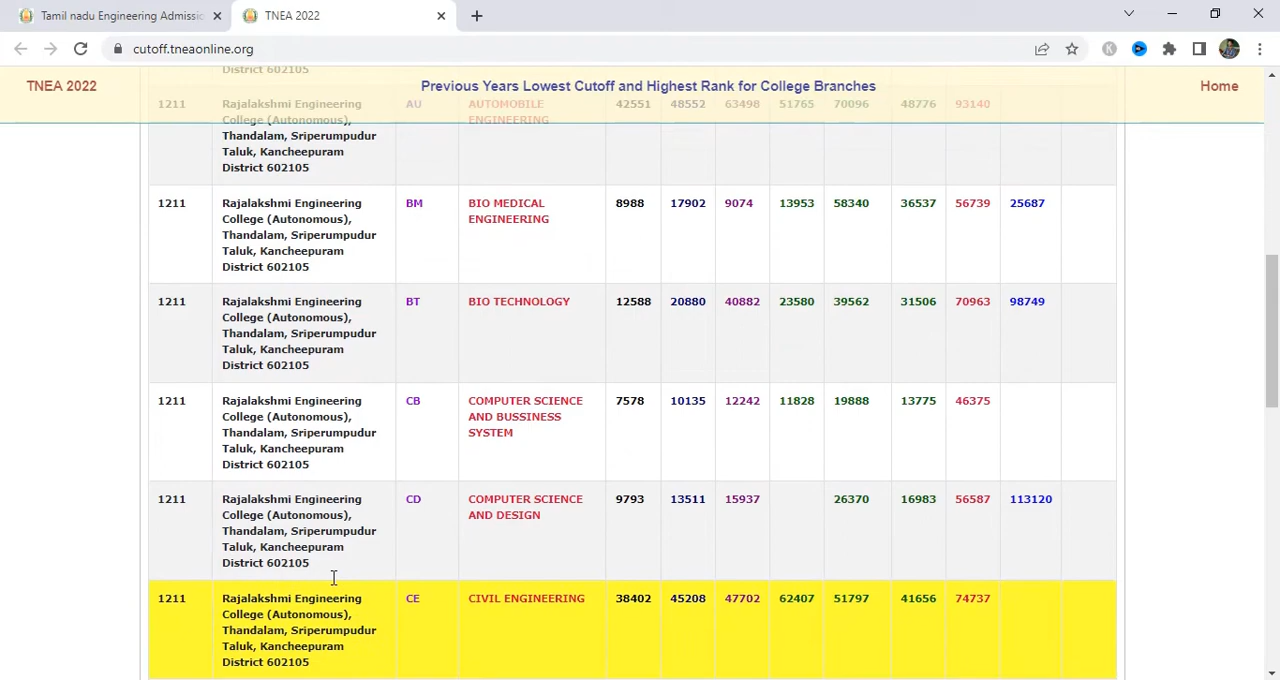 Tamil nadu Engineering Admissic
TNEA 2022
cutoff.tneaonline.org
K
District 602105
TNEA 2022 Previous Years Lowest Cutoff and Highest Rank for College Branches Home
1211 Rajalakshmi Engineering AU AUTOMOBILE 42551 48552 63498 51765 70096 48776 93140
College (Autonomous), ENGINEERING
Thandalam, Sriperumpudur
Taluk, Kancheepuram
District 602105
1211 Rajalakshmi Engineering BM BIO MEDICAL 8988 17902 9074 13953 58340 36537 56739 25687
College (Autonomous), ENGINEERING
Thandalam, Sriperumpudur
Taluk, Kancheepuram
District 602105
1211 Rajalakshmi Engineering BT BIO TECHNOLOGY 12588 20880 40882 23580 39562 31506 70963 98749
College (Autonomous),
Thandalam, Sriperumpudur
Taluk, Kancheepuram
District 602105
1211 Rajalakshmi Engineering CB COMPUTER SCIENCE 7578 10135 12242 11828 19888 13775 46375
College (Autonomous), AND BUSSINESS
Thandalam, Sriperumpudur SYSTEM
Taluk, Kancheepuram
District 602105
1211 Rajalakshmi Engineering CD COMPUTER SCIENCE 9793 13511 15937 26370 16983 56587 113120
College (Autonomous), AND DESIGN
Thandalam, Sriperumpudur
Taluk, Kancheepuram
District 602105
1211 Rajalakshmi Engineering CE CIVIL ENGINEERING 38402 45208 47702 62407 51797 41656 74737
College (Autonomous),
Thandalam, Sriperumpudur
Taluk, Kancheepuram
District 602105